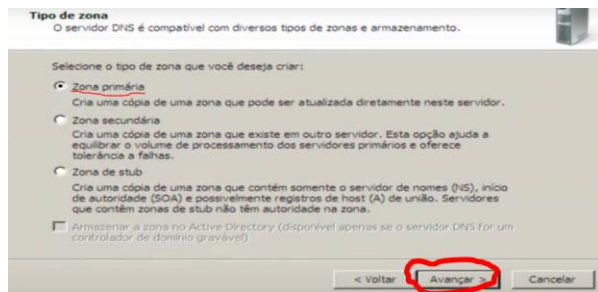 Tipo de zona
O servidor DNS é compatível com diversos tipos de zonas e armazenamento.
Selecione o tipo de zona que você deseja criar:
Zona primária
Cria uma cópia de uma zona que pode ser atualizada diretamente neste servidor.
Zona secundária
Cria uma cópia de uma zona que existe em outro servidor. Esta opção ajuda a
equilibrar o volume de processamento dos servidores primários e oferece
tolerância a falhas.
Zona de stub
Cria uma cópia de uma zona que contém somente o servidor de nomes (NS), início
de autoridade (SOA) e possivelmente registros de host (A) de união. Servidores
que contêm zonas de stub não têm autoridade na zona.
Armazenar a zona no Active Directory (disponível apenas se o servidor DNS for um
controlador de domínio gravável)
< Voltar Avançar > Cancelar